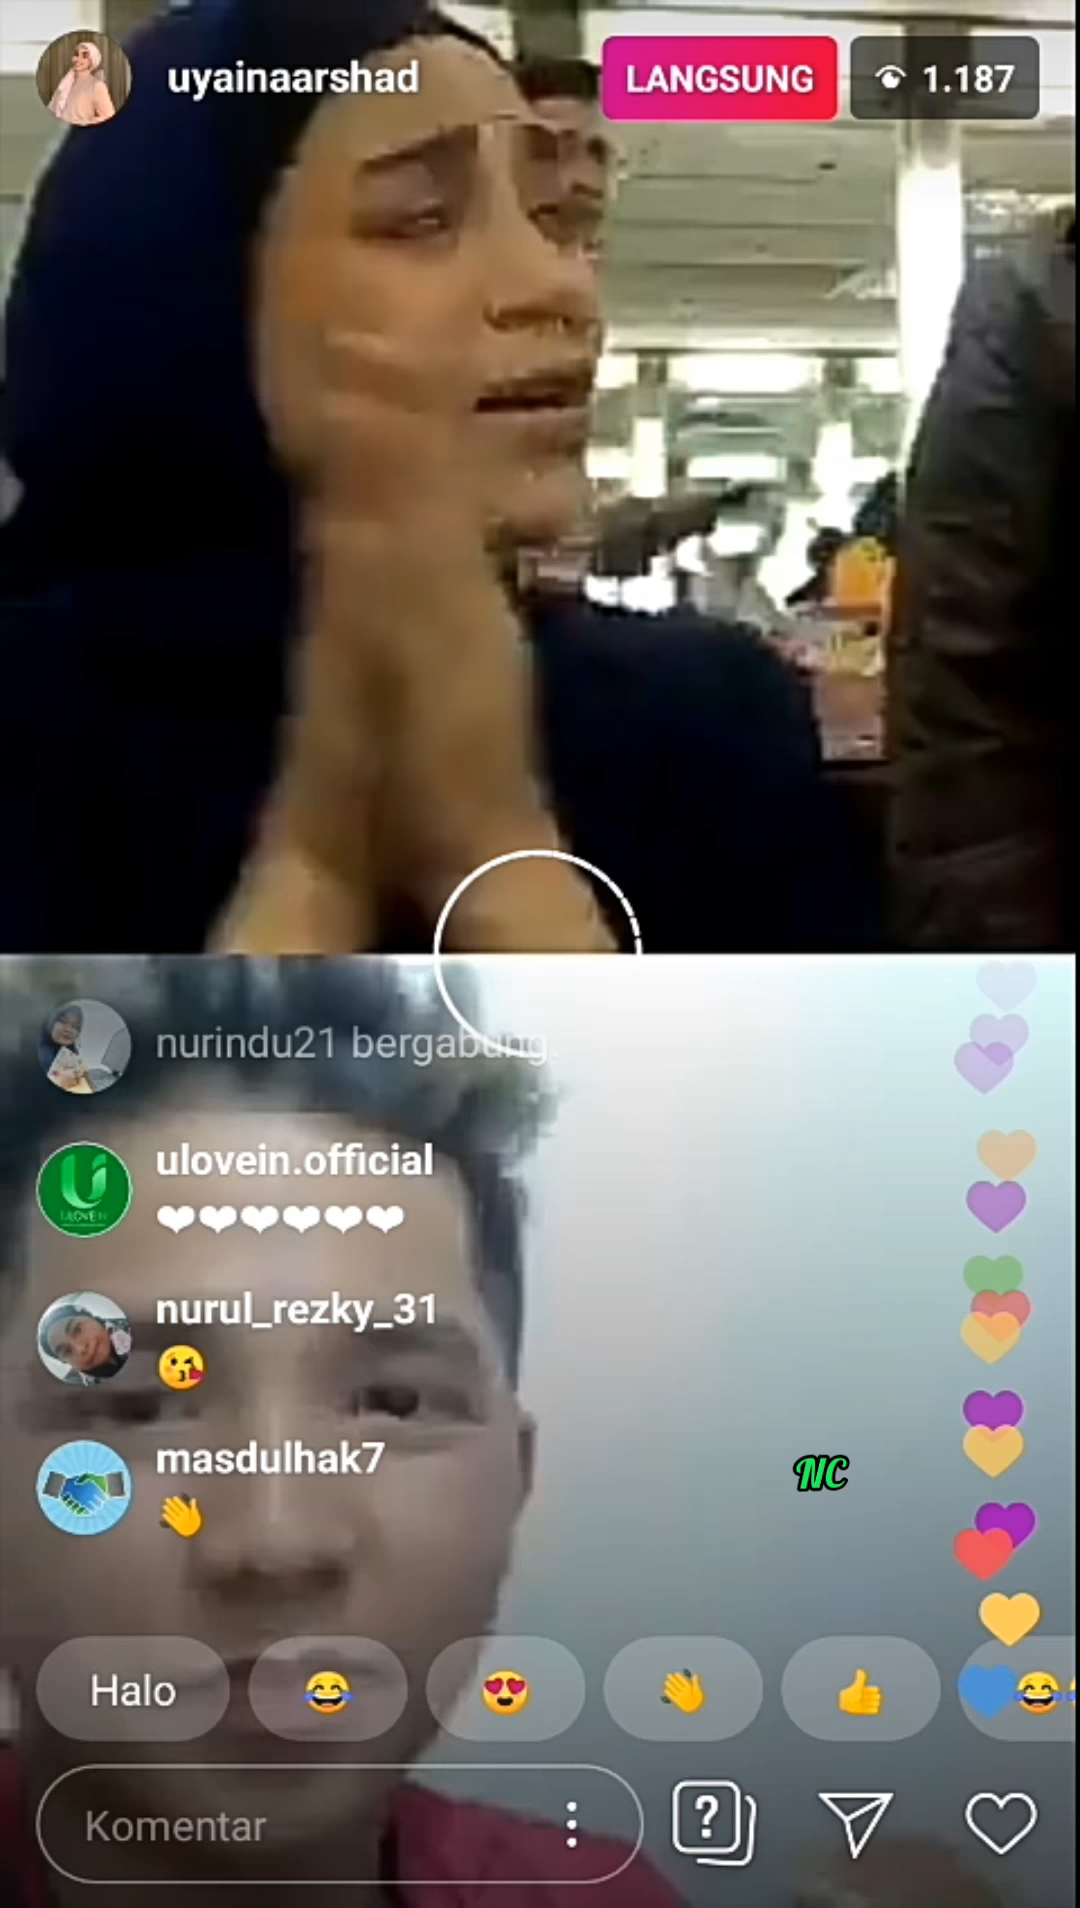 uyainaarshad
LANGSUNG
1.187
nurindu21 bergabung.
ulovein.official
nurul_rezky_31
masdulhak7
NC
Halo
Komentar